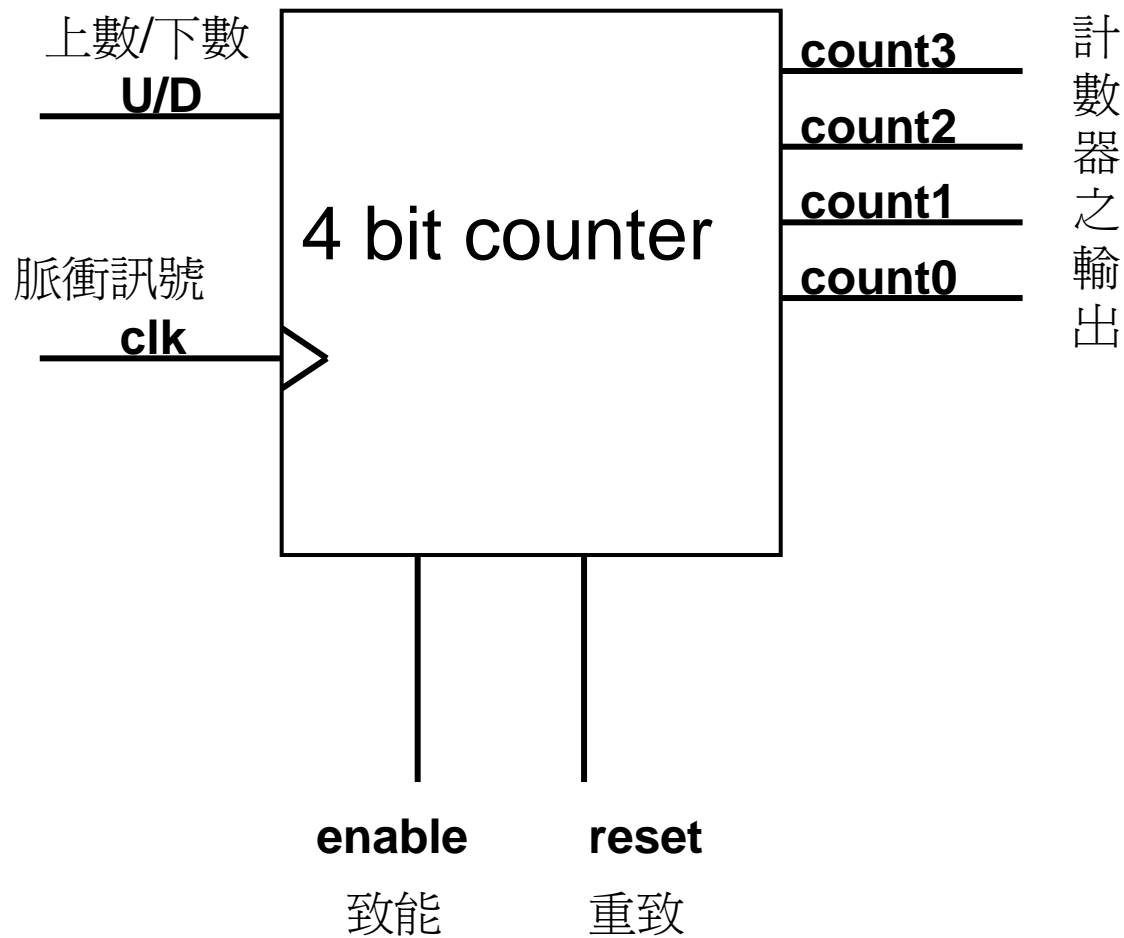 上數/下數
U/D
脈衝訊號
clk
4 bit counter
count3
count2
count1
count0
計數器之輸出
enable
致能
reset
重致